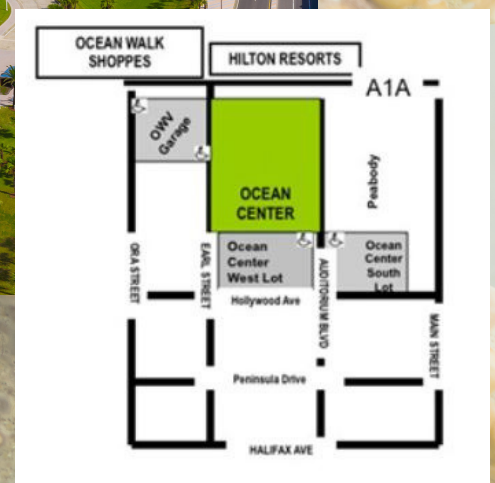 OCEAN WALK
SHOPPES
HILTON RESORTS
A1A
OWV
Garage
OCEAN
CENTER
Peabody
ORA STREET
EARL STREET
Ocean
Center
West Lot
AUDITORIUM BLVD
Ocean
Center
South
Lot
MAIN STREET
Hollywood Ave
Peninsula Drive
HALIFAX AVE